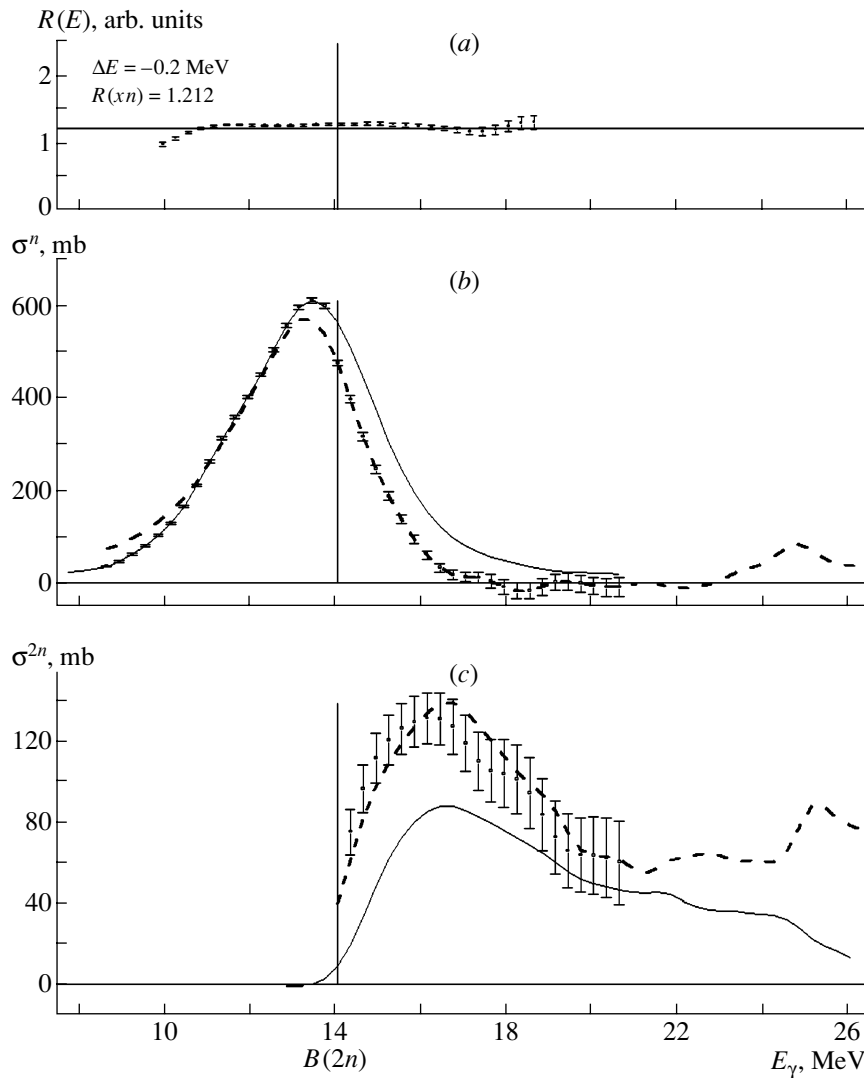 R(E), arb. units
(a)
2
ΔE = –0.2 MeV
R(xn) = 1.212
1
0
σⁿ, mb
(b)
600
400
200
0
σ²ⁿ, mb
(c)
120
80
40
0
10 14 18 22 26
B(2n) Eᵧ, MeV